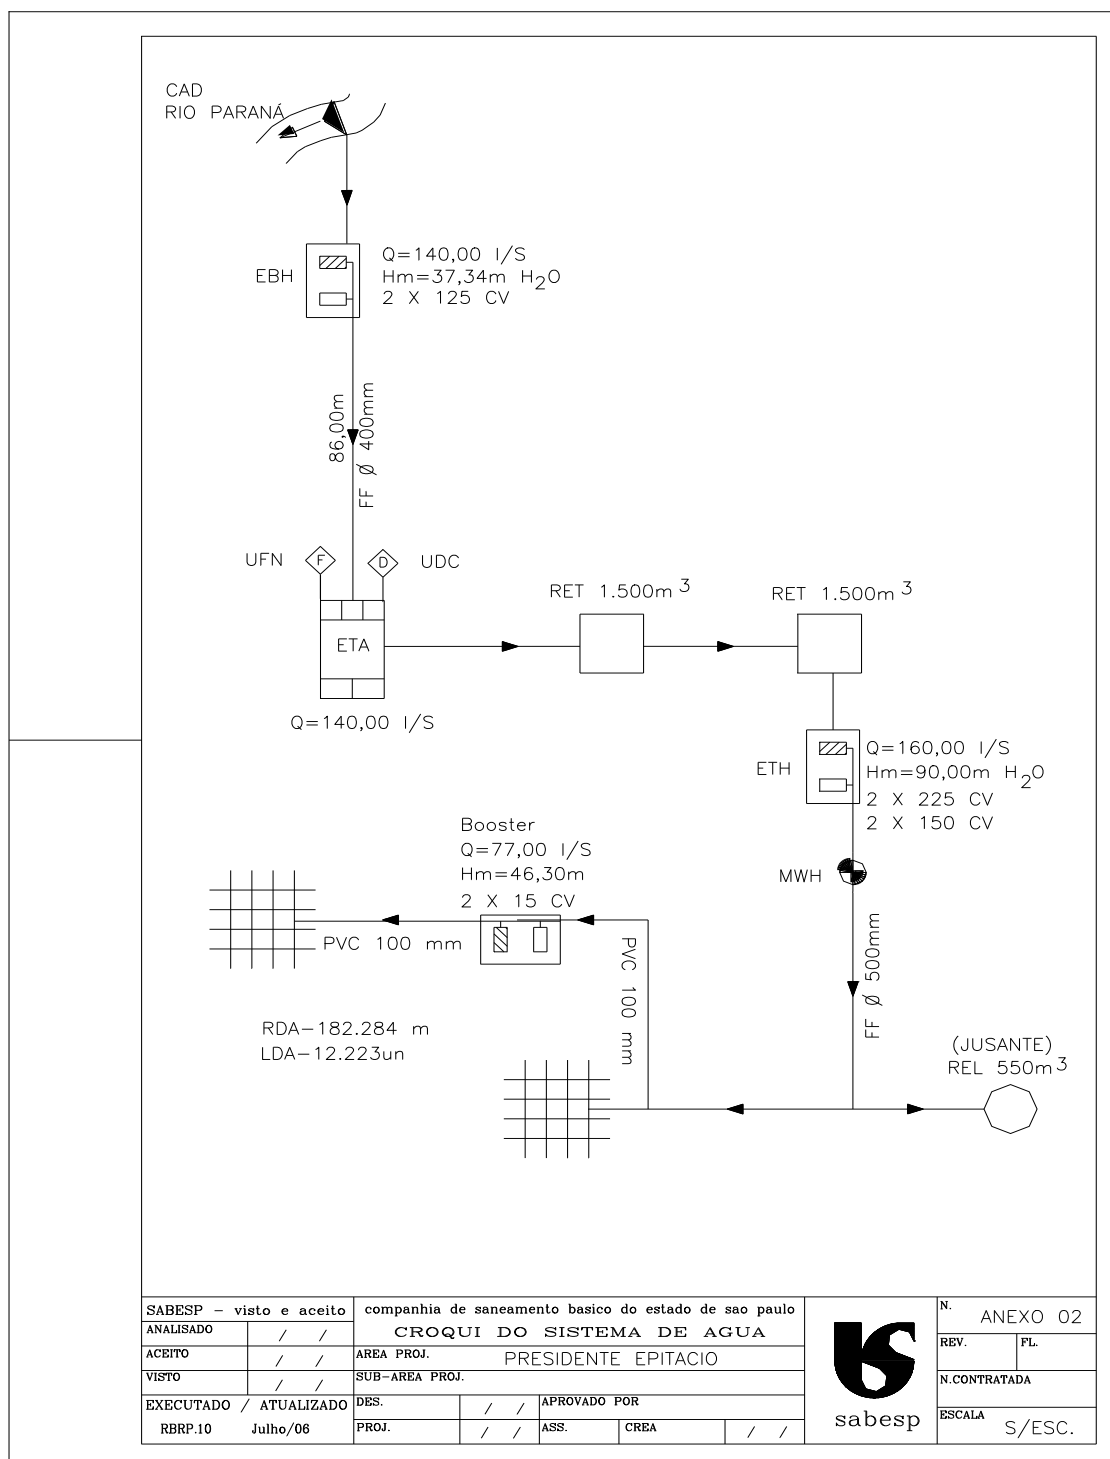 CAD
RIO PARANÁ
EBH
Q=140,00 l/S
Hm=37,34m H2O
2 X 125 CV
86,00m
FF Ø 400mm
UFN
F
D
UDC
ETA
Q=140,00 l/S
RET 1.500m3
RET 1.500m3
ETH
Q=160,00 l/S
Hm=90,00m H2O
2 X 225 CV
2 X 150 CV
MWH
FF Ø 500mm
Booster
Q=77,00 l/S
Hm=46,30m
2 X 15 CV
PVC 100 mm
PVC 100 mm
RDA-182.284 m
LDA-12.223un
(JUSANTE)
REL 550m3
SABESP - visto e aceito
ANALISADO / /
ACEITO / /
VISTO / /
EXECUTADO / ATUALIZADO
RBRP.10 Julho/06
companhia de saneamento basico do estado de sao paulo
CROQUI DO SISTEMA DE AGUA
AREA PROJ. PRESIDENTE EPITACIO
SUB-AREA PROJ.
DES. / / APROVADO POR
PROJ. / / ASS. CREA / /
sabesp
N. ANEXO 02
REV. FL.
N.CONTRATADA
ESCALA S/ESC.